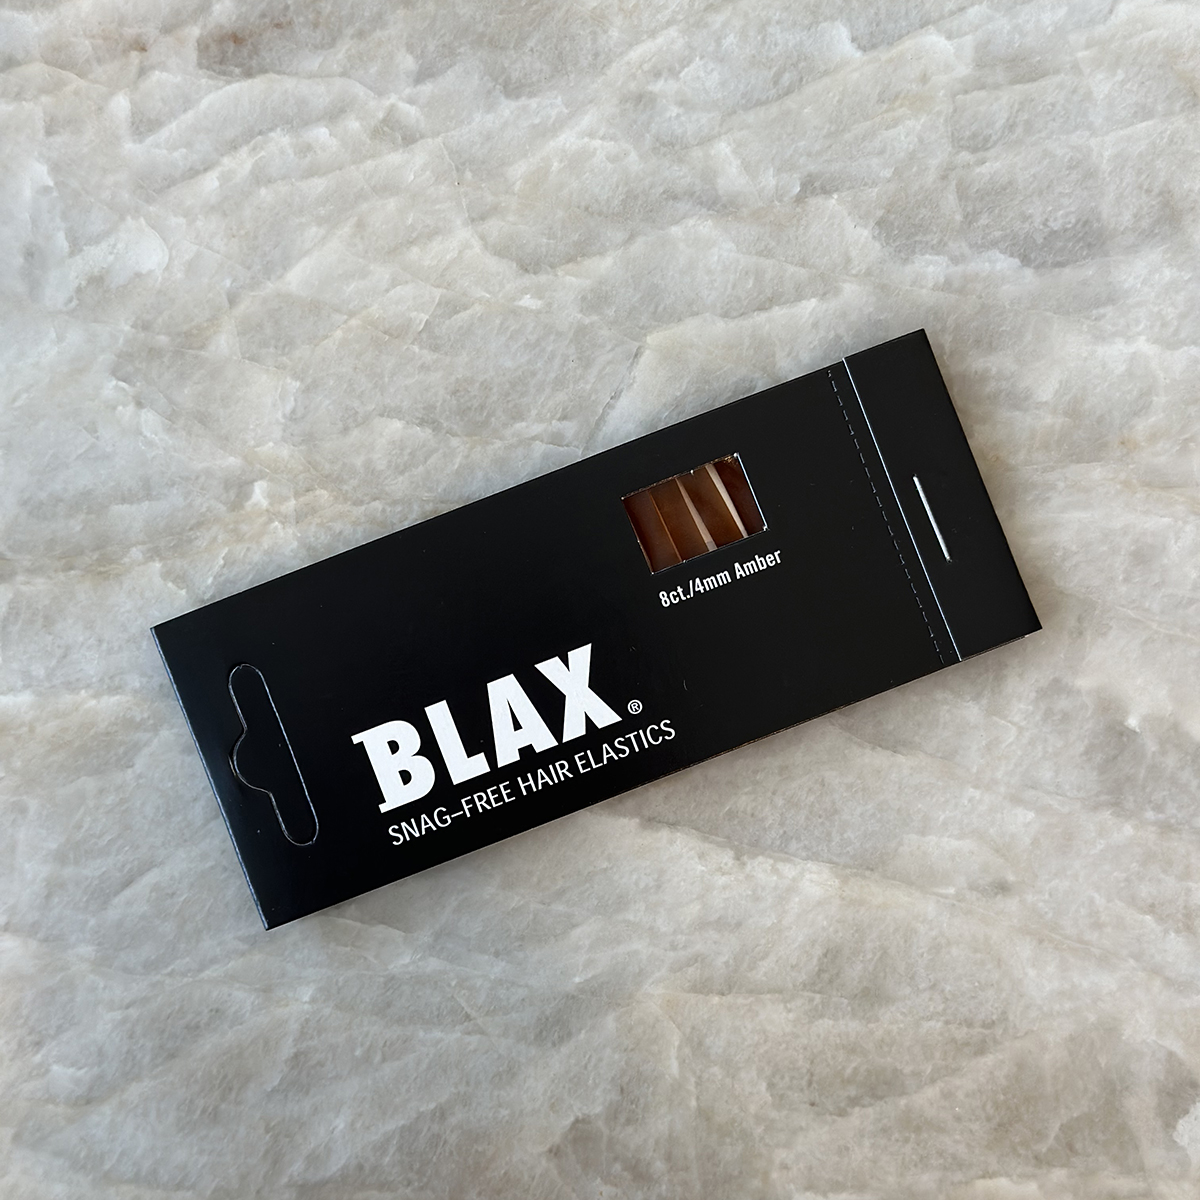 8ct./4mm Amber
BLAX®
SNAG–FREE HAIR ELASTICS